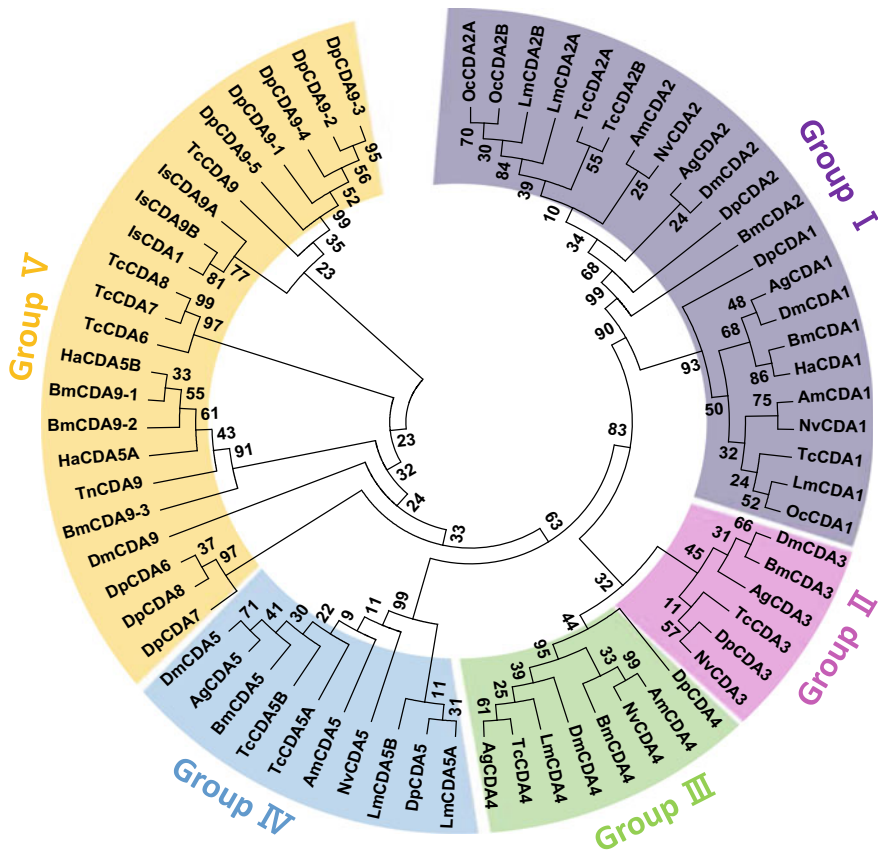 OcCDA2A
OcCDA2B
LmCDA2B
LmCDA2A
TcCDA2A
TcCDA2B
AmCDA2
NvCDA2
AgCDA2
DmCDA2
DpCDA2
BmCDA2
DpCDA1
AgCDA1
DmCDA1
BmCDA1
HaCDA1
AmCDA1
NvCDA1
TcCDA1
LmCDA1
OcCDA1
70
30
84
39
55
10
25
24
34
68
99
90
93
48
68
86
50
75
32
24
52
83
Group Ⅰ
DmCDA3
BmCDA3
AgCDA3
TcCDA3
DpCDA3
NvCDA3
66
31
45
11
57
32
Group Ⅱ
DpCDA4
AmCDA4
NvCDA4
BmCDA4
DmCDA4
LmCDA4
TcCDA4
AgCDA4
44
99
33
95
39
25
61
63
Group Ⅲ
LmCDA5A
DpCDA5
LmCDA5B
NvCDA5
AmCDA5
TcCDA5A
TcCDA5B
BmCDA5
AgCDA5
DmCDA5
31
11
99
11
9
22
30
41
71
33
Group Ⅳ
DpCDA7
DpCDA8
DpCDA6
DmCDA9
BmCDA9-3
TnCDA9
HaCDA5A
BmCDA9-2
BmCDA9-1
HaCDA5B
TcCDA6
TcCDA7
TcCDA8
IsCDA1
IsCDA9B
IsCDA9A
TcCDA9
DpCDA9-5
DpCDA9-1
DpCDA9-4
DpCDA9-2
DpCDA9-3
97
37
24
32
23
91
43
61
55
33
97
99
81
77
23
35
99
52
56
95
Group Ⅴ